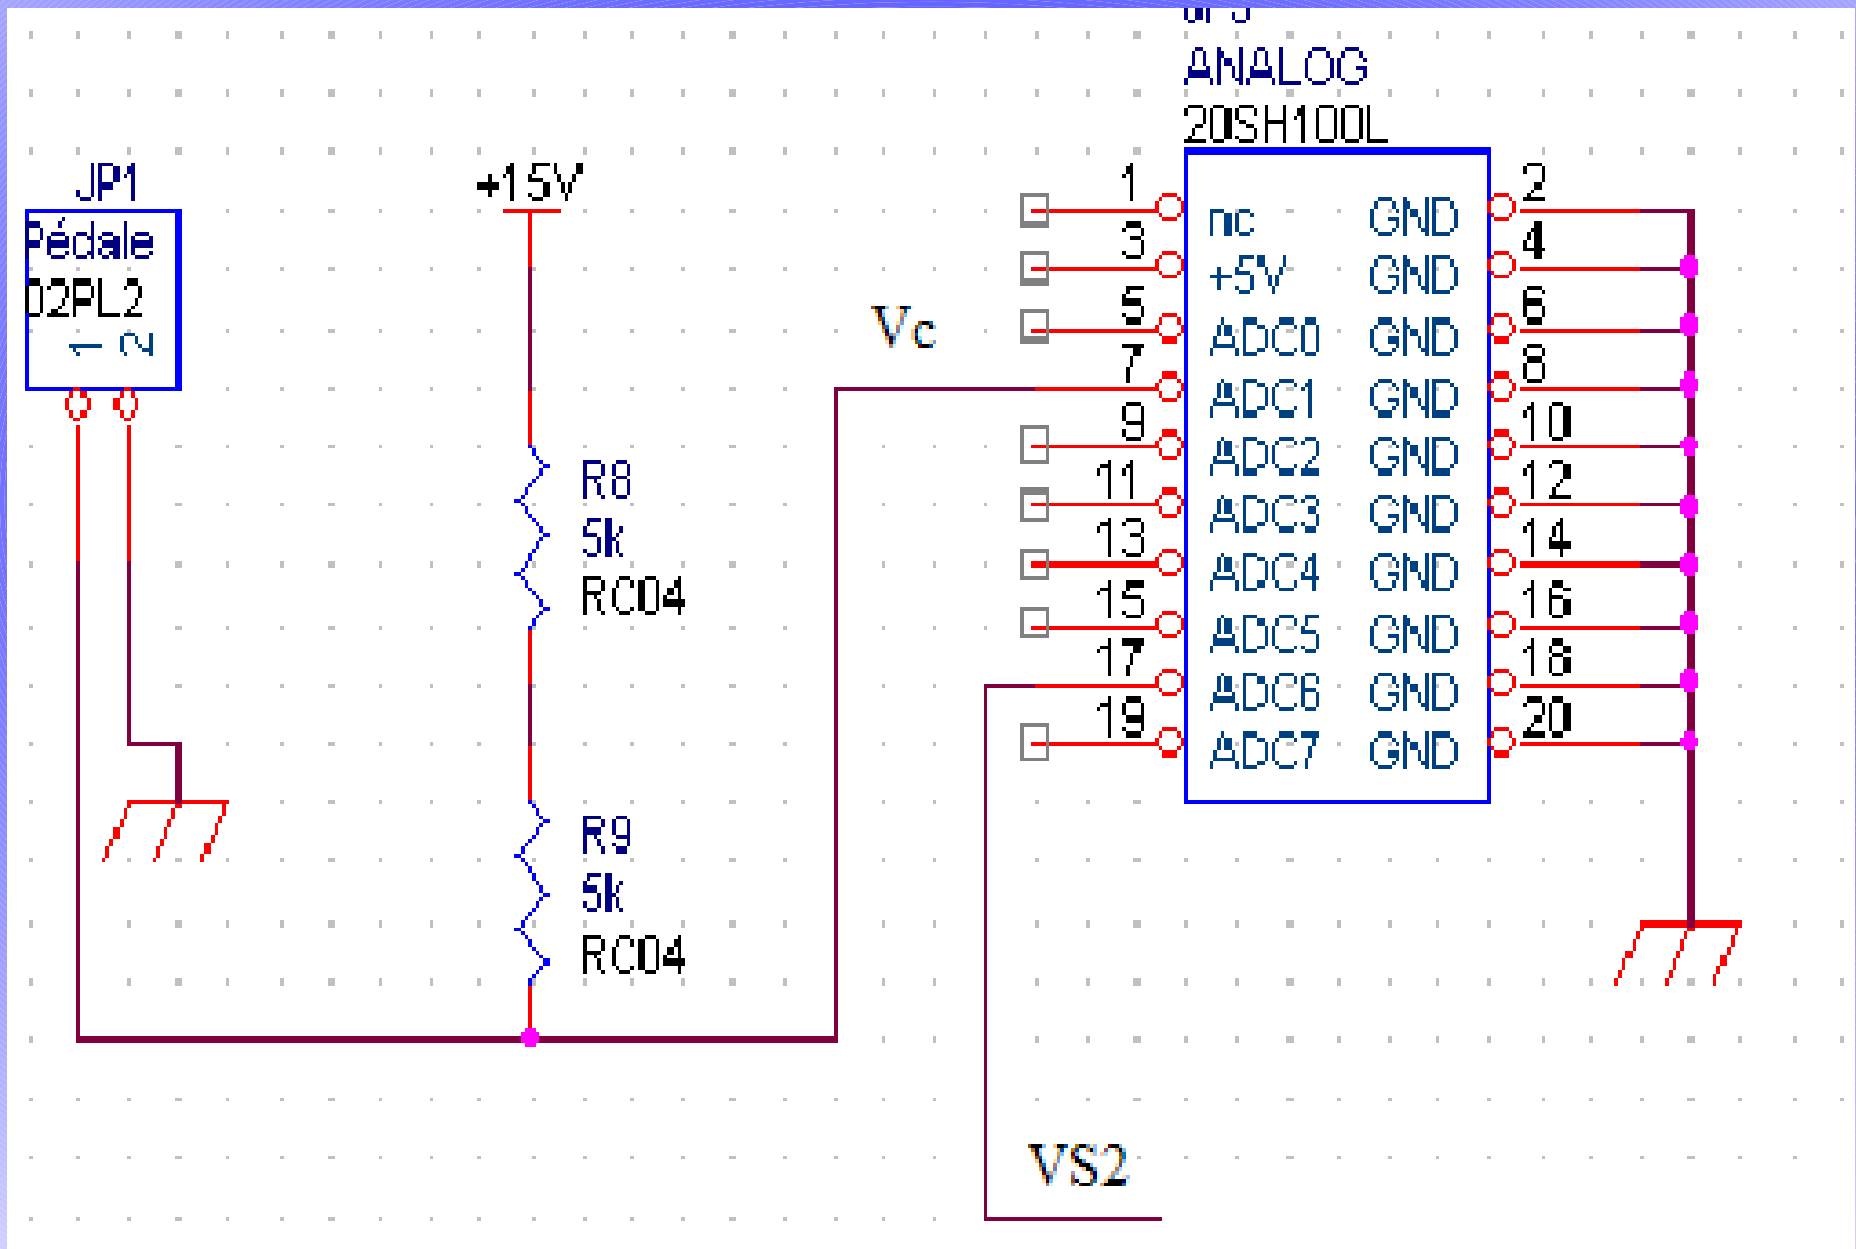 ANALOG
20SH100L
JP1
Pédale
02PL2
1 2
+15V
R8
5k
RC04
R9
5k
RC04
Vc
VS2
1 nc GND 2
3 +5V GND 4
5 ADC0 GND 6
7 ADC1 GND 8
9 ADC2 GND 10
11 ADC3 GND 12
13 ADC4 GND 14
15 ADC5 GND 16
17 ADC6 GND 18
19 ADC7 GND 20